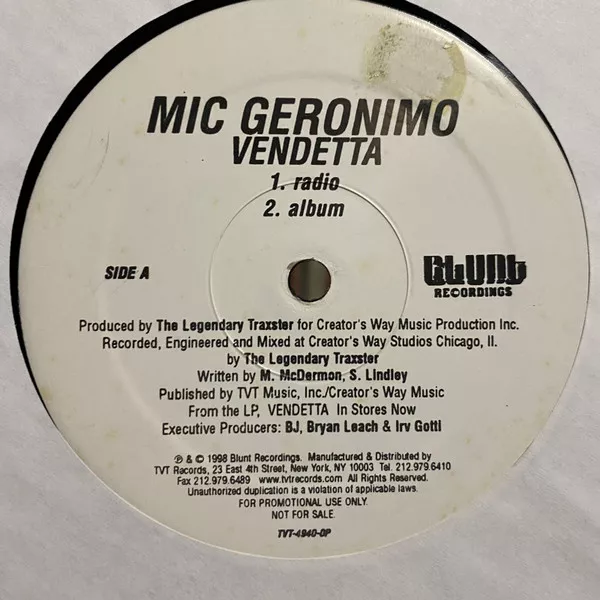 MIC GERONIMO
VENDETTA
1. radio
2. album
SIDE A
BLUNT
RECORDINGS
Produced by The Legendary Traxster for Creator's Way Music Production Inc.
Recorded, Engineered and Mixed at Creator's Way Studios Chicago, Il.
by The Legendary Traxster
Written by M. McDermon, S. Lindley
Published by TVT Music, Inc./Creator's Way Music
From the LP, VENDETTA In Stores Now
Executive Producers: BJ, Bryan Leach & Irv Gotti
℗ & © 1998 Blunt Recordings. Manufactured & Distributed by
TVT Records, 23 East 4th Street, New York, NY 10003 Tel. 212.979.6410
Fax 212.979.6489 www.tvtrecords.com All Rights Reserved.
Unauthorized duplication is a violation of applicable laws.
FOR PROMOTIONAL USE ONLY.
NOT FOR SALE.
TVT-4940-0P